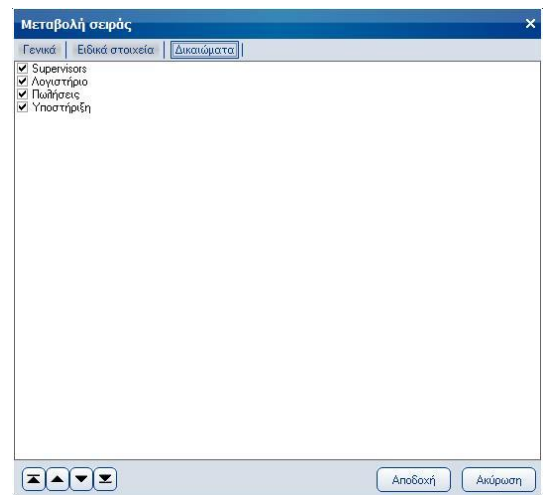 Μεταβολή σειράς
Γενικά Ειδικά στοιχεία Δικαιώματα
Supervisors
Λογιστήριο
Πωλήσεις
Υποστήριξη
Αποδοχή Ακύρωση